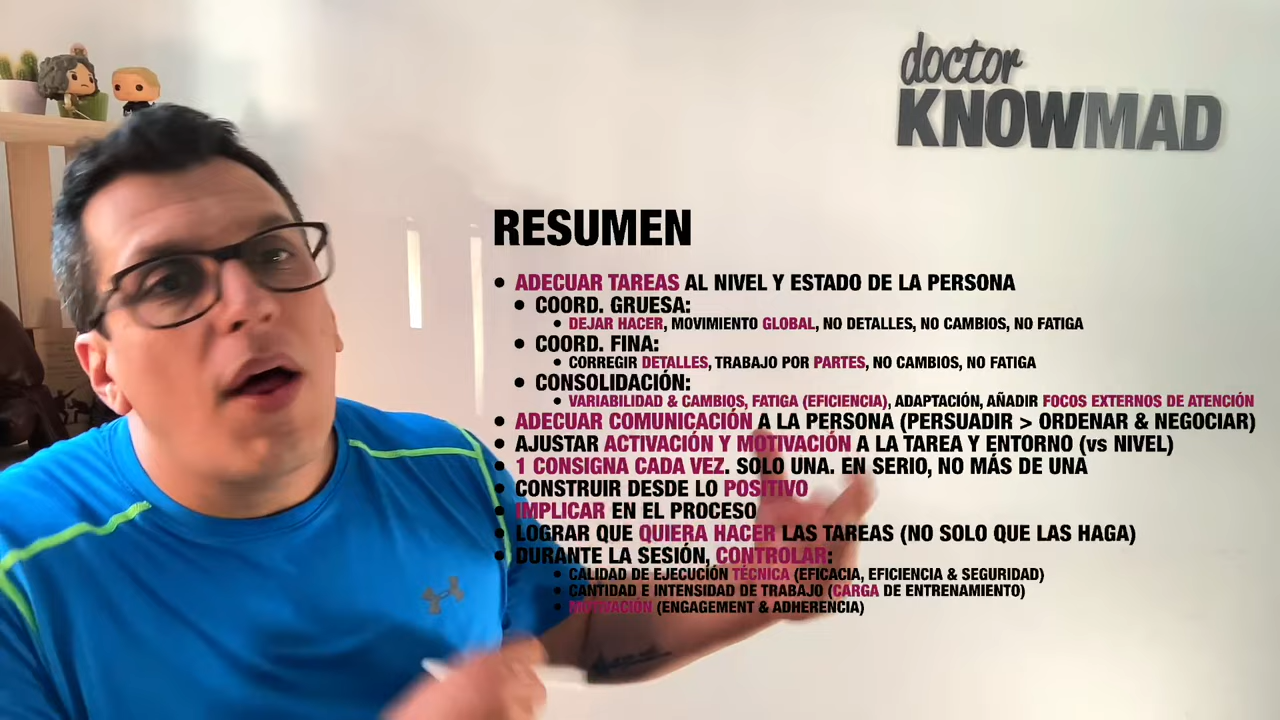 doctor
KNOWMAD
RESUMEN
• ADECUAR TAREAS AL NIVEL Y ESTADO DE LA PERSONA
• COORD. GRUESA:
• DEJAR HACER, MOVIMIENTO GLOBAL, NO DETALLES, NO CAMBIOS, NO FATIGA
• COORD. FINA:
• CORREGIR DETALLES, TRABAJO POR PARTES, NO CAMBIOS, NO FATIGA
• CONSOLIDACIÓN:
• VARIABILIDAD & CAMBIOS, FATIGA (EFICIENCIA), ADAPTACIÓN, AÑADIR FOCOS EXTERNOS DE ATENCIÓN
• ADECUAR COMUNICACIÓN A LA PERSONA (PERSUADIR > ORDENAR & NEGOCIAR)
• AJUSTAR ACTIVACIÓN Y MOTIVACIÓN A LA TAREA Y ENTORNO (vs NIVEL)
• 1 CONSIGNA CADA VEZ. SOLO UNA. EN SERIO, NO MÁS DE UNA
• CONSTRUIR DESDE LO POSITIVO
• IMPLICAR EN EL PROCESO
• LOGRAR QUE QUIERA HACER LAS TAREAS (NO SOLO QUE LAS HAGA)
• DURANTE LA SESIÓN, CONTROLAR:
• CALIDAD DE EJECUCIÓN TÉCNICA (EFICACIA, EFICIENCIA & SEGURIDAD)
• CANTIDAD E INTENSIDAD DE TRABAJO (CARGA DE ENTRENAMIENTO)
• MOTIVACIÓN (ENGAGEMENT & ADHERENCIA)